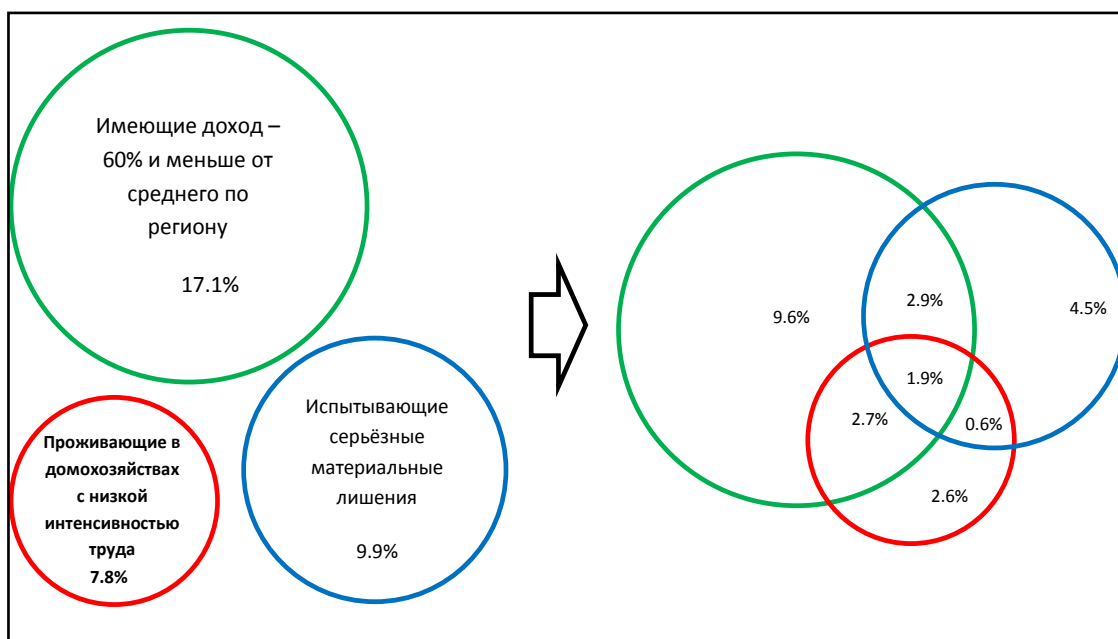 Имеющие доход –
60% и меньше от
среднего по
региону
17.1%
Проживающие в
домохозяйствах
с низкой
интенсивностью
труда
7.8%
Испытывающие
серьёзные
материальные
лишения
9.9%
9.6%
2.9%
4.5%
1.9%
2.7%
0.6%
2.6%